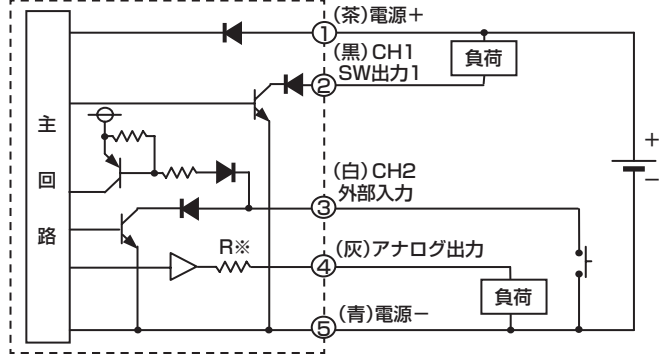 主回路
①
(茶)電源+
(黒)CH1
SW出力1
②
負荷
+
−
(白)CH2
外部入力
③
R※
④
(灰)アナログ出力
負荷
(青)電源−
⑤